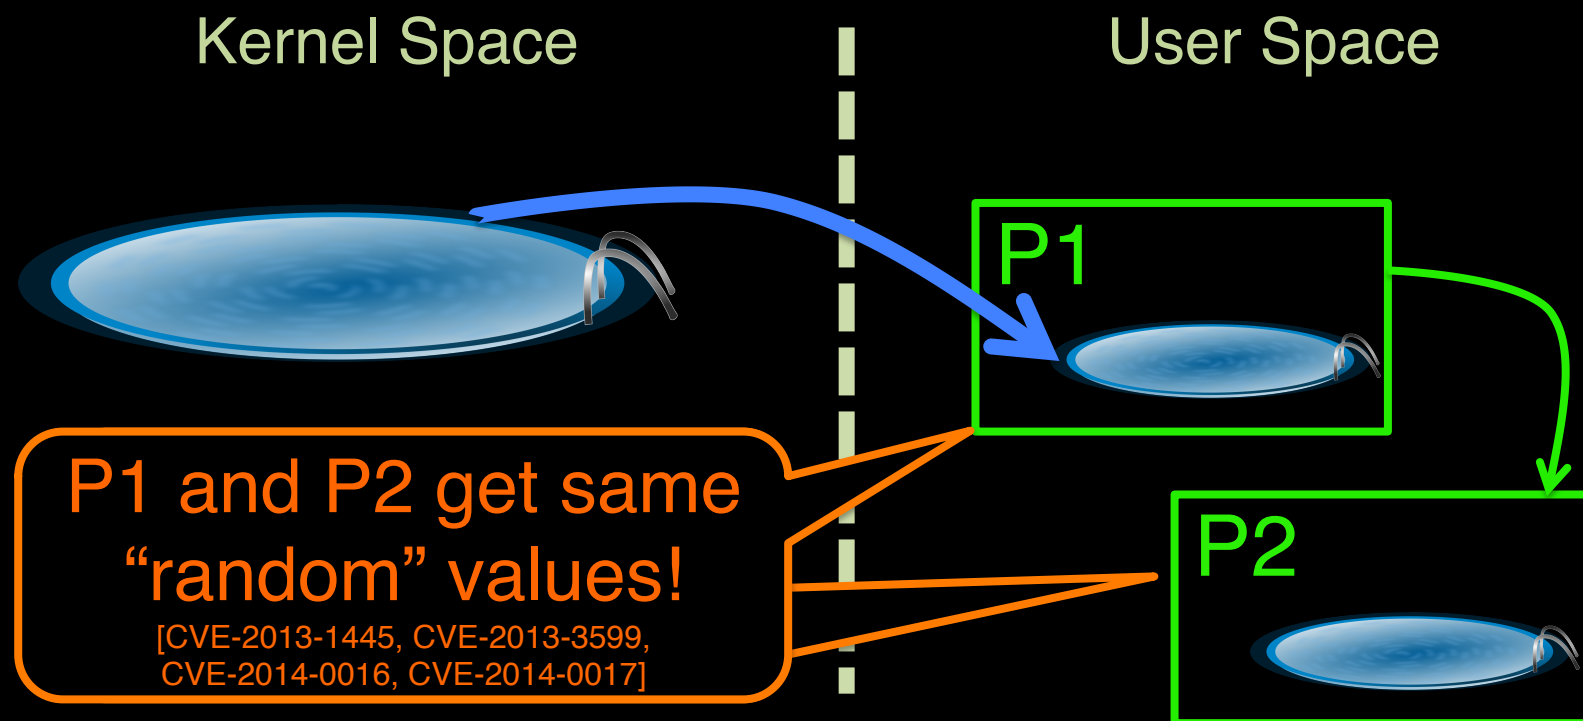 Kernel Space
User Space
P1
P1 and P2 get same
“random” values!
[CVE-2013-1445, CVE-2013-3599,
CVE-2014-0016, CVE-2014-0017]
P2